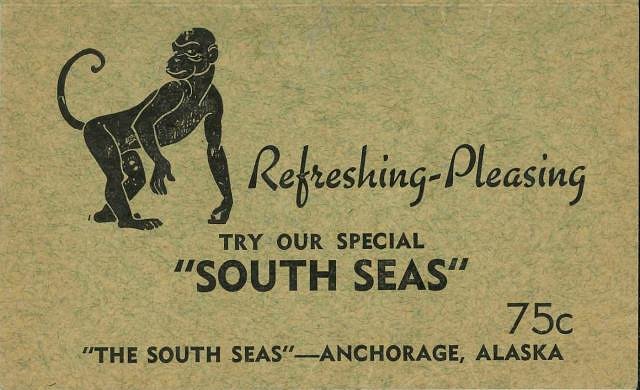 Refreshing-Pleasing
TRY OUR SPECIAL
"SOUTH SEAS"
75c
"THE SOUTH SEAS"—ANCHORAGE, ALASKA